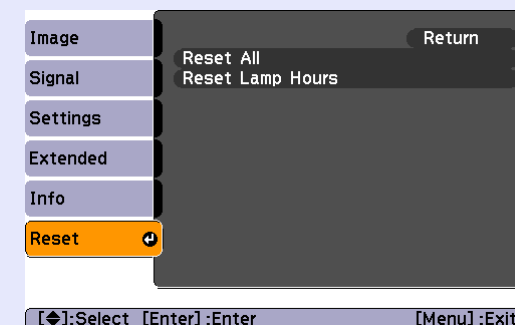 Image
Signal
Settings
Extended
Info
Reset
Return
Reset All
Reset Lamp Hours
[◆]:Select [Enter]:Enter [Menu]:Exit